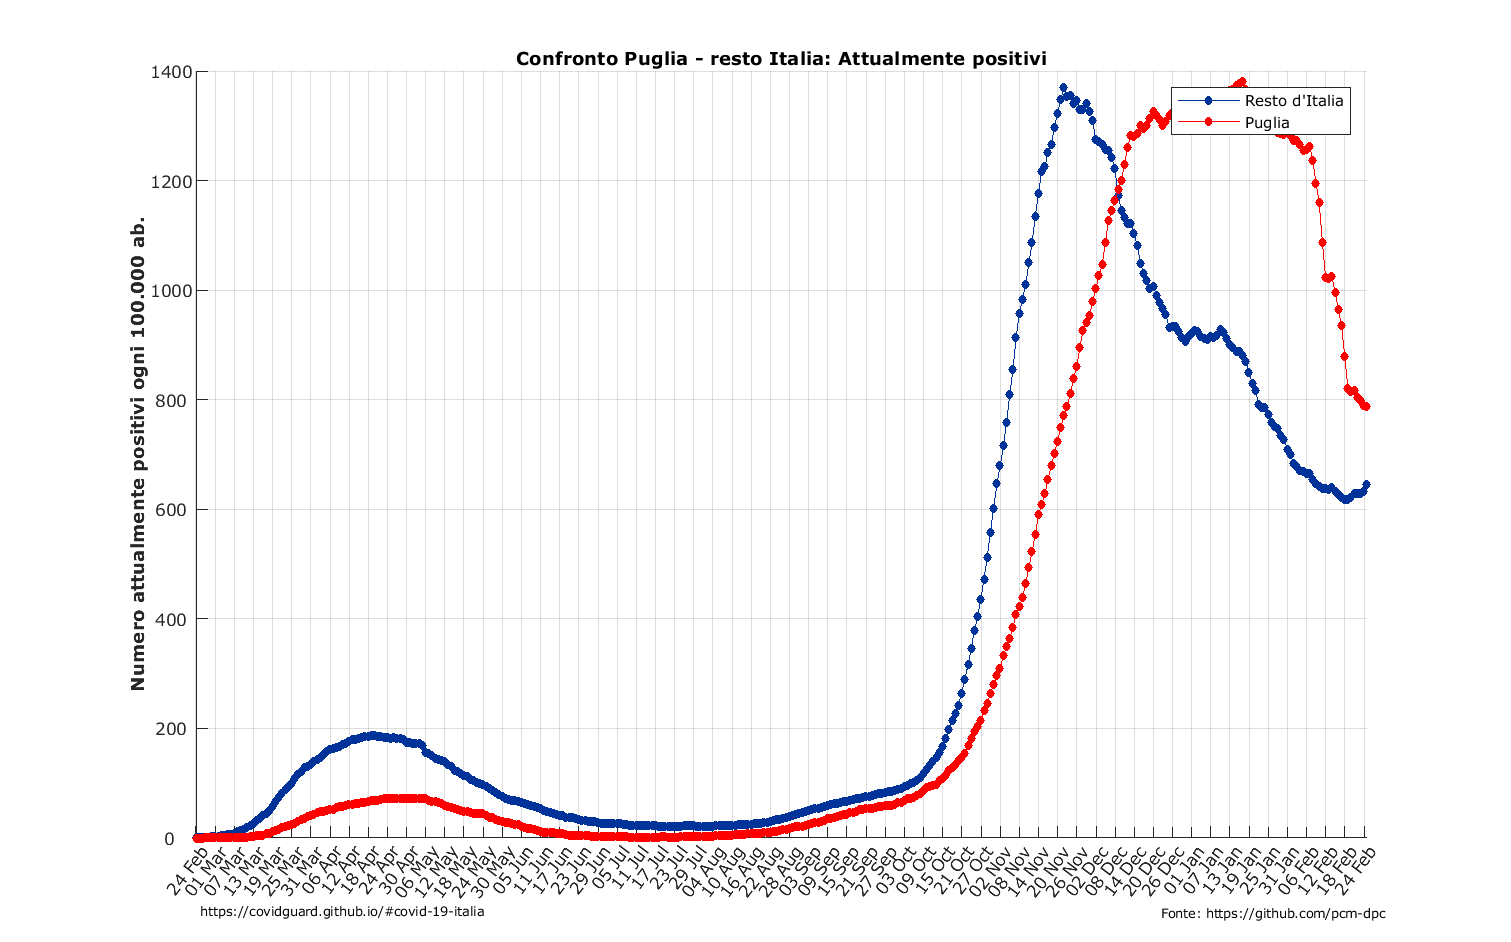 Confronto Puglia - resto Italia: Attualmente positivi
Numero attualmente positivi ogni 100.000 ab.
1400
1200
1000
800
600
400
200
0
Resto d'Italia
Puglia
24 Feb
01 Mar
07 Mar
13 Mar
19 Mar
25 Mar
31 Mar
06 Apr
12 Apr
18 Apr
24 Apr
30 Apr
06 May
12 May
18 May
24 May
30 May
05 Jun
11 Jun
17 Jun
23 Jun
29 Jun
05 Jul
11 Jul
17 Jul
23 Jul
29 Jul
04 Aug
10 Aug
16 Aug
22 Aug
28 Aug
03 Sep
09 Sep
15 Sep
21 Sep
27 Sep
03 Oct
09 Oct
15 Oct
21 Oct
27 Oct
02 Nov
08 Nov
14 Nov
20 Nov
26 Nov
02 Dec
08 Dec
14 Dec
20 Dec
26 Dec
01 Jan
07 Jan
13 Jan
19 Jan
25 Jan
31 Jan
06 Feb
12 Feb
18 Feb
24 Feb
https://covidguard.github.io/#covid-19-italia
Fonte: https://github.com/pcm-dpc